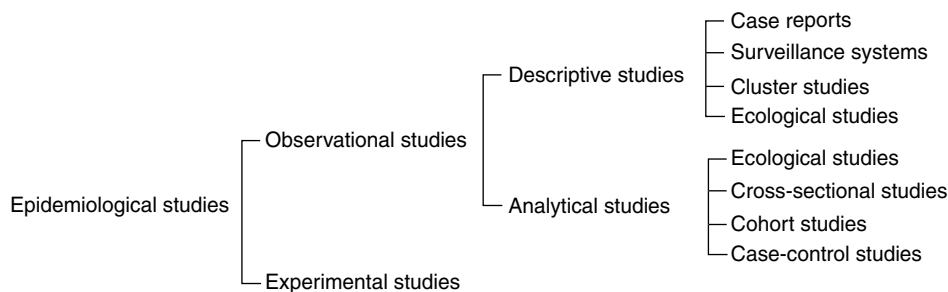 Epidemiological studies
Observational studies
Descriptive studies
Case reports
Surveillance systems
Cluster studies
Ecological studies
Analytical studies
Ecological studies
Cross-sectional studies
Cohort studies
Case-control studies
Experimental studies